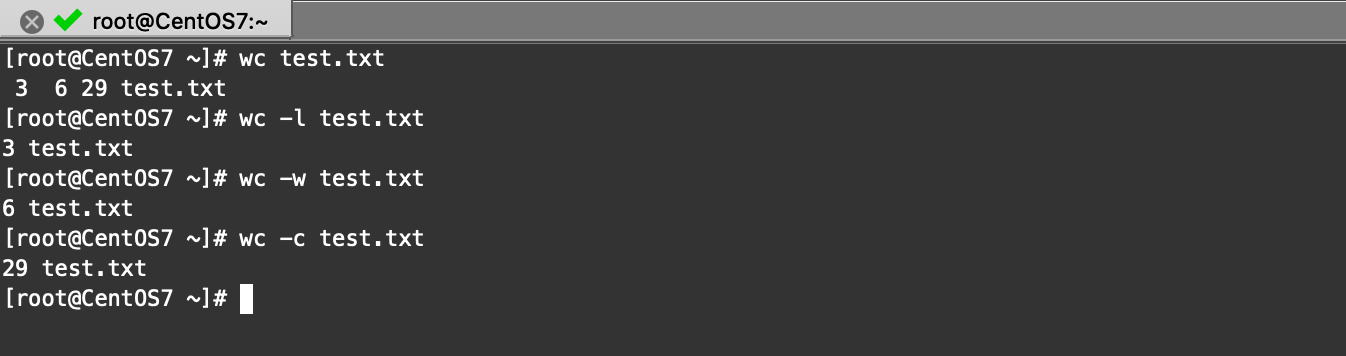 root@CentOS7:~
[root@CentOS7 ~]# wc test.txt
 3  6 29 test.txt
[root@CentOS7 ~]# wc -l test.txt
3 test.txt
[root@CentOS7 ~]# wc -w test.txt
6 test.txt
[root@CentOS7 ~]# wc -c test.txt
29 test.txt
[root@CentOS7 ~]#